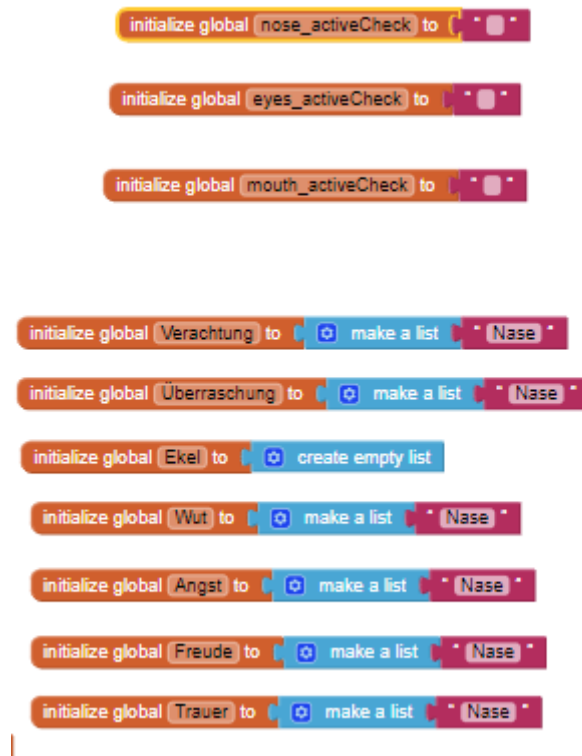 initialize global nose_activeCheck to " "
initialize global eyes_activeCheck to " "
initialize global mouth_activeCheck to " "
initialize global Verachtung to make a list " Nase "
initialize global Überraschung to make a list " Nase "
initialize global Ekel to create empty list
initialize global Wut to make a list " Nase "
initialize global Angst to make a list " Nase "
initialize global Freude to make a list " Nase "
initialize global Trauer to make a list " Nase "